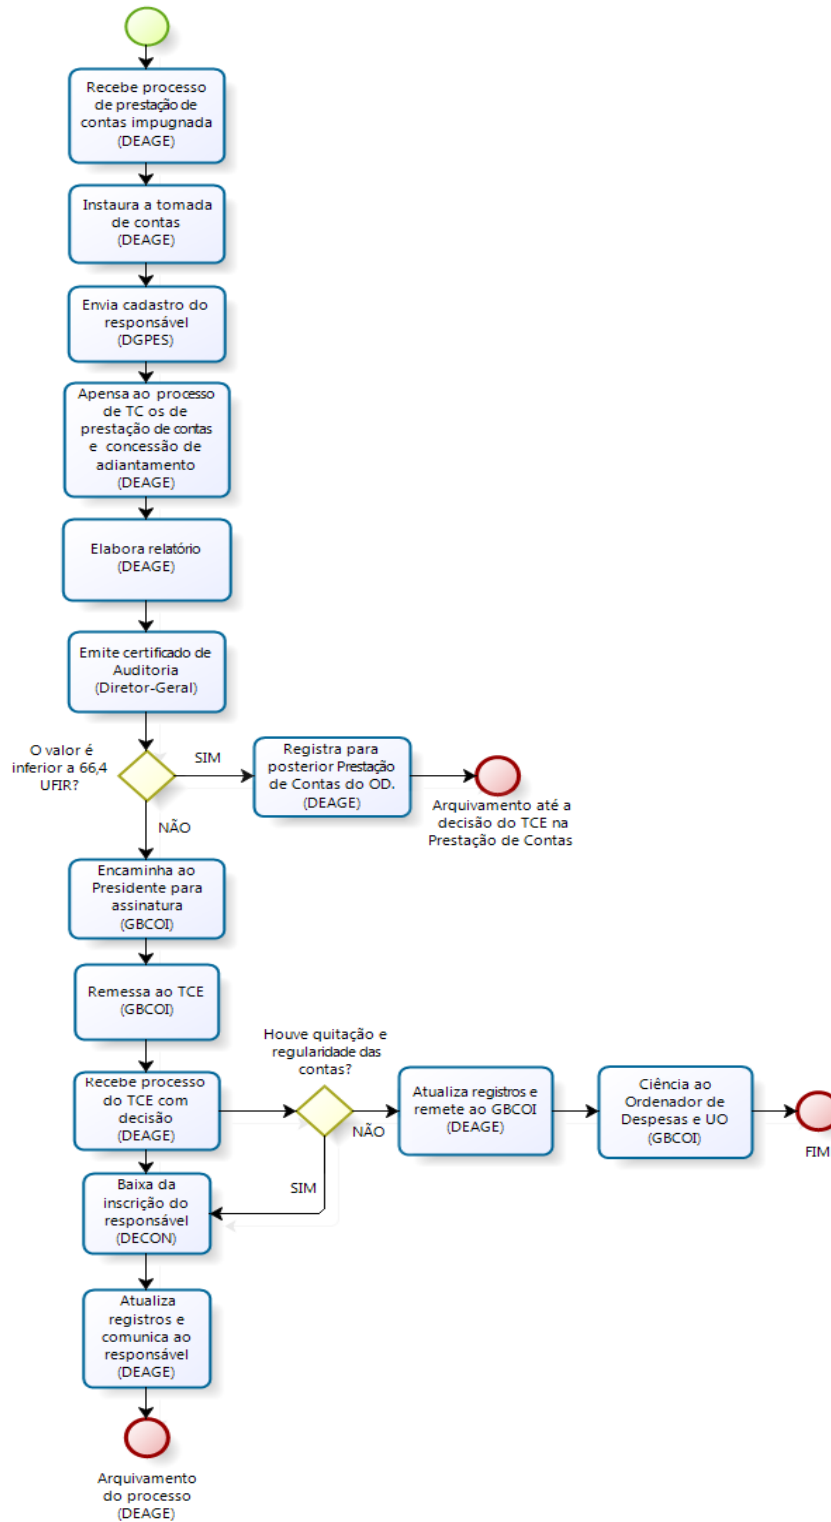 Recebe processo
de prestação de
contas impugnada
(DEAGE)
Instaura a tomada
de contas
(DEAGE)
Envia cadastro do
responsável
(DGPES)
Apensa ao processo
de TC os de
prestação de contas
e concessão de
adiantamento
(DEAGE)
Elabora relatório
(DEAGE)
Emite certificado de
Auditoria
(Diretor-Geral)
O valor é
inferior a 66,4
UFIR?
SIM
Registra para
posterior Prestação
de Contas do OD.
(DEAGE)
Arquivamento até a
decisão do TCE na
Prestação de Contas
NÃO
Encaminha ao
Presidente para
assinatura
(GBCOI)
Remessa ao TCE
(GBCOI)
Recebe processo
do TCE com
decisão
(DEAGE)
Houve quitação e
regularidade das
contas?
NÃO
Atualiza registros e
remete ao GBCOI
(DEAGE)
Ciência ao
Ordenador de
Despesas e UO
(GBCOI)
FIM
SIM
Baixa da
inscrição do
responsável
(DECON)
Atualiza
registros e
comunica ao
responsável
(DEAGE)
Arquivamento
do processo
(DEAGE)